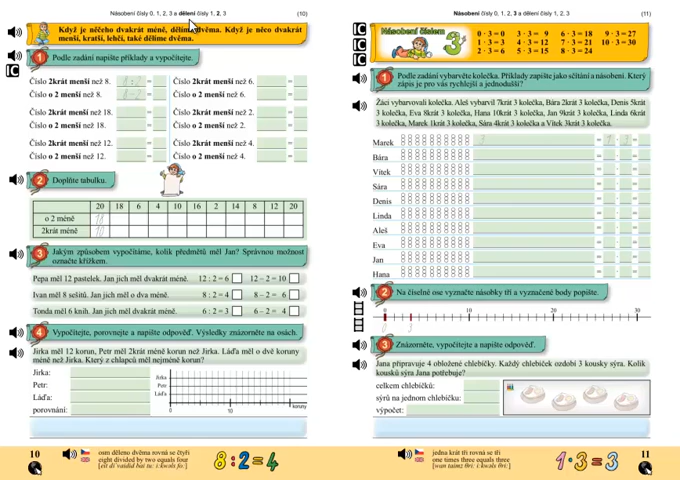 Násobení čísly 0, 1, 2, 3 a dělení čísly 1, 2, 3
(10)
Když je něčeho dvakrát méně, dělíme dvěma. Když je něco dvakrát
menší, kratší, lehčí, také dělíme dvěma.
1 Podle zadání napište příklady a vypočítejte.
Číslo 2krát menší než 8. =
Číslo o 2 menší než 8. =
Číslo 2krát menší než 18. =
Číslo o 2 menší než 18. =
Číslo 2krát menší než 12. =
Číslo o 2 menší než 12. =
Číslo 2krát menší než 6. =
Číslo o 2 menší než 6. =
Číslo 2krát menší než 2. =
Číslo o 2 menší než 2. =
Číslo 2krát menší než 4. =
Číslo o 2 menší než 4. =
2 Doplňte tabulku.
20 18 6 4 10 16 2 14 8 12 20
o 2 méně 18
2krát méně 10
3 Jakým způsobem vypočítáme, kolik předmětů měl Jan? Správnou možnost
označte křížkem.
Pepa měl 12 pastelek. Jan jich měl dvakrát méně. 12 : 2 = 6 12 – 2 = 10
Ivan měl 8 sešitů. Jan jich měl o dva méně. 8 : 2 = 4 8 – 2 = 6
Tonda měl 6 knih. Jan jich měl dvakrát méně. 6 : 2 = 3 6 – 2 = 4
4 Vypočítejte, porovnejte a napište odpověď. Výsledky znázorněte na osách.
Jirka měl 12 korun, Petr měl 2krát méně korun než Jirka. Láďa měl o dvě koruny
méně než Jirka. Který z chlapců měl nejméně korun?
Jirka:
Petr:
Láďa:
porovnání:
Jirka
Petr
Láďa
0 10 koruny
10
osm děleno dvěma rovná se čtyři
eight divided by two equals four
8:2=4
Násobení čísly 0, 1, 2, 3 a dělení čísly 1, 2, 3
(11)
Násobení číslem 3
0 · 3 = 0 3 · 3 = 9 6 · 3 = 18 9 · 3 = 27
1 · 3 = 3 4 · 3 = 12 7 · 3 = 21 10 · 3 = 30
2 · 3 = 6 5 · 3 = 15 8 · 3 = 24
1 Podle zadání vybarvěte kolečka. Příklady zapište jako sčítání a násobení. Který
zápis je pro vás rychlejší a jednodušší?
Žáci vybarvovali kolečka. Aleš vybarvil 7krát 3 kolečka, Bára 2krát 3 kolečka, Denis 5krát
3 kolečka, Eva 8krát 3 kolečka, Hana 10krát 3 kolečka, Jan 9krát 3 kolečka, Linda 6krát
3 kolečka, Marek 1krát 3 kolečka, Sára 4krát 3 kolečka a Vítek 3krát 3 kolečka.
Marek
Bára
Vítek
Sára
Denis
Linda
Aleš
Eva
Jan
Hana
2 Na číselné ose vyznačte násobky tří a vyznačené body popište.
0 10 20 30
0 3
3 Znázorněte, vypočítejte a napište odpověď.
Jana připravuje 4 obložené chlebíčky. Každý chlebíček ozdobí 3 kousky sýra. Kolik
kousků sýra Jana potřebuje?
celkem chlebíčků:
sýrů na jednom chlebíčku:
výpočet:
jedna krát tři rovná se tři
one times three equals three
1·3=3
11